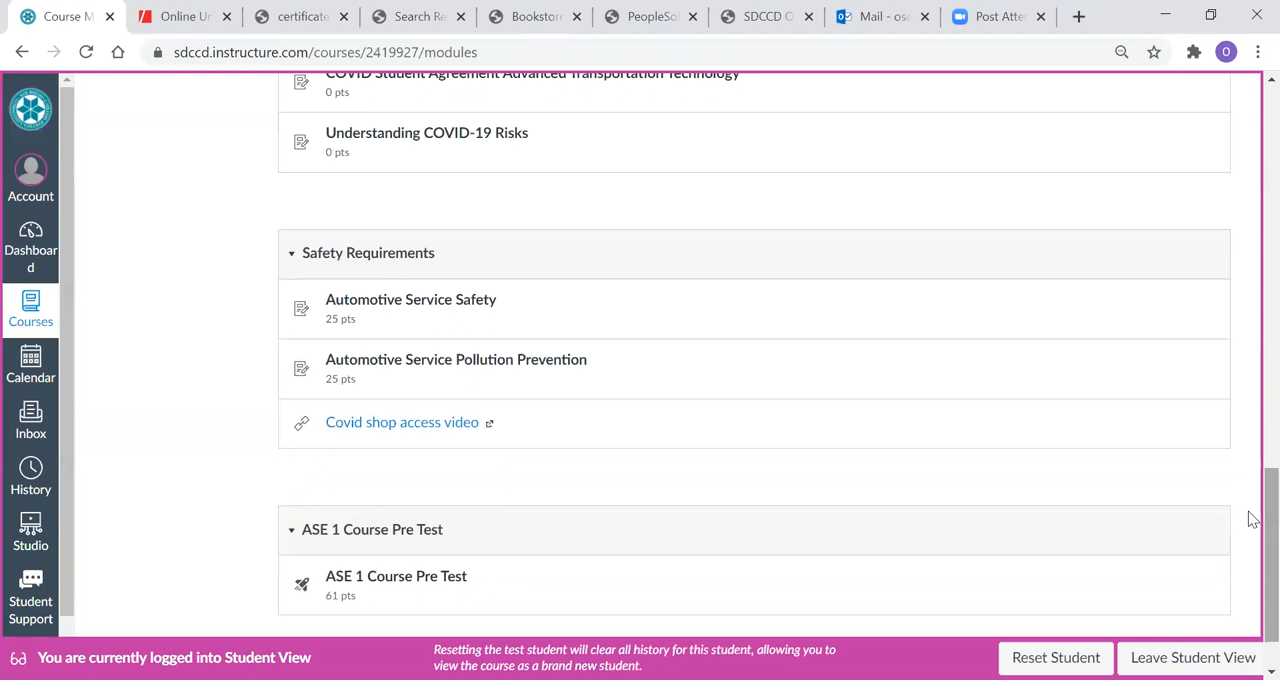 Course M
Online Ur
certificate
Search Re
Bookstore
PeopleSo
SDCCD O
Mail - ose
Post Atte
sdccd.instructure.com/courses/2419927/modules
O
COVID Student Agreement Advanced Transportation Technology
0 pts
Understanding COVID-19 Risks
0 pts
Safety Requirements
Automotive Service Safety
25 pts
Automotive Service Pollution Prevention
25 pts
Covid shop access video
ASE 1 Course Pre Test
ASE 1 Course Pre Test
61 pts
Account
Dashboar
d
Courses
Calendar
Inbox
History
Studio
Student
Support
You are currently logged into Student View
Resetting the test student will clear all history for this student, allowing you to
view the course as a brand new student.
Reset Student
Leave Student View